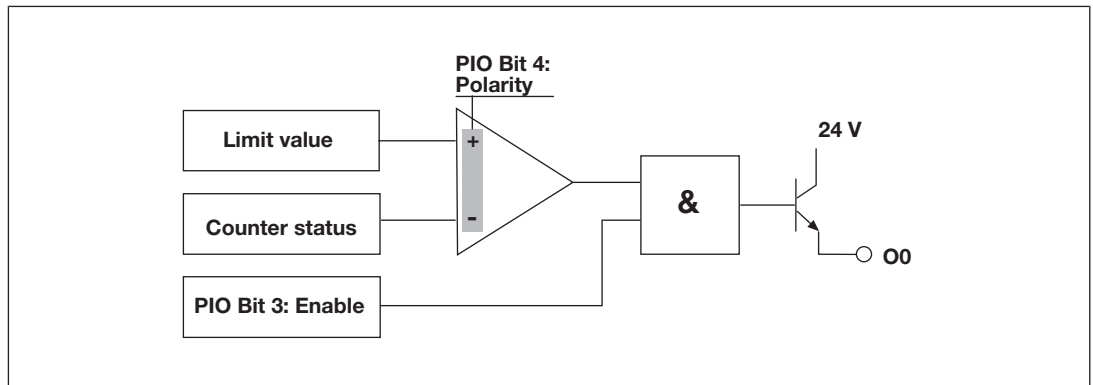 PIO Bit 4:
Polarity
24 V
Limit value
+
&
Counter status
-
O0
PIO Bit 3: Enable